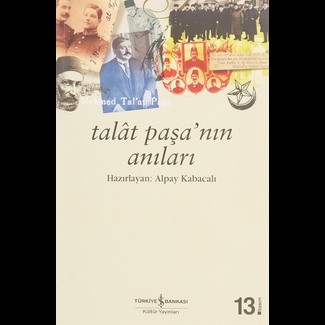 Mehmed Tal'at Paşa
talât paşa'nın
anıları
Hazırlayan: Alpay Kabacalı
TÜRKİYE İŞ BANKASI
Kültür Yayınları
13.